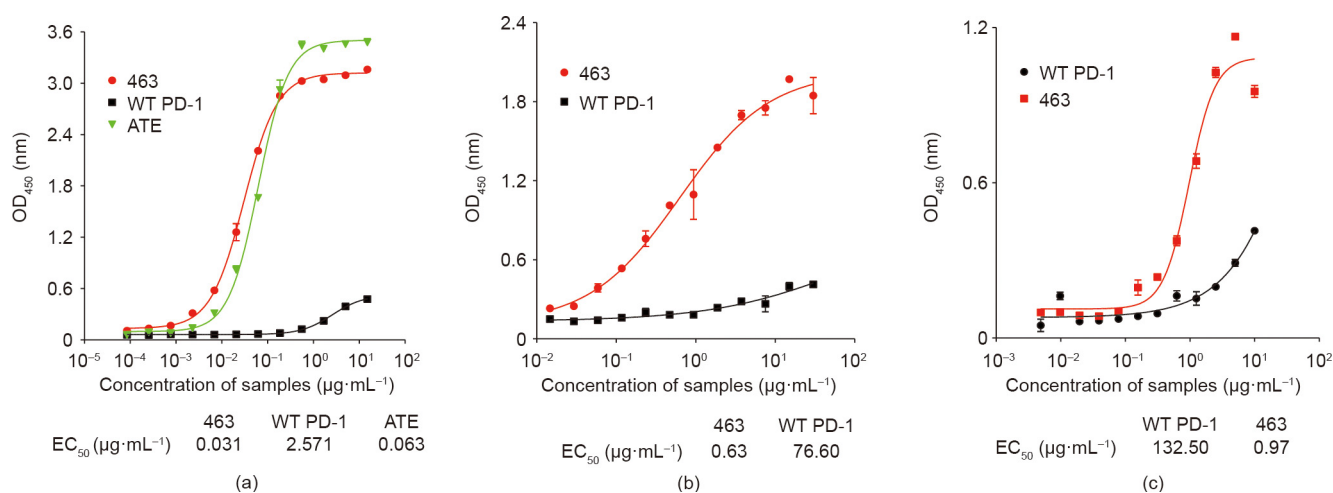 3.6
3.0
2.4
1.8
1.2
0.6
0
OD450 (nm)
463
WT PD-1
ATE
10−5 10−4 10−3 10−2 10−1 100 101 102
Concentration of samples (μg·mL−1)
463 WT PD-1 ATE
EC50 (μg·mL−1) 0.031 2.571 0.063
(a)
2.4
1.8
1.2
0.6
0
OD450 (nm)
463
WT PD-1
10−2 10−1 100 101 102
Concentration of samples (μg·mL−1)
463 WT PD-1
EC50 (μg·mL−1) 0.63 76.60
(b)
1.2
0.6
0
OD450 (nm)
WT PD-1
463
10−3 10−2 10−1 100 101 102
Concentration of samples (μg·mL−1)
WT PD-1 463
EC50 (μg·mL−1) 132.50 0.97
(c)